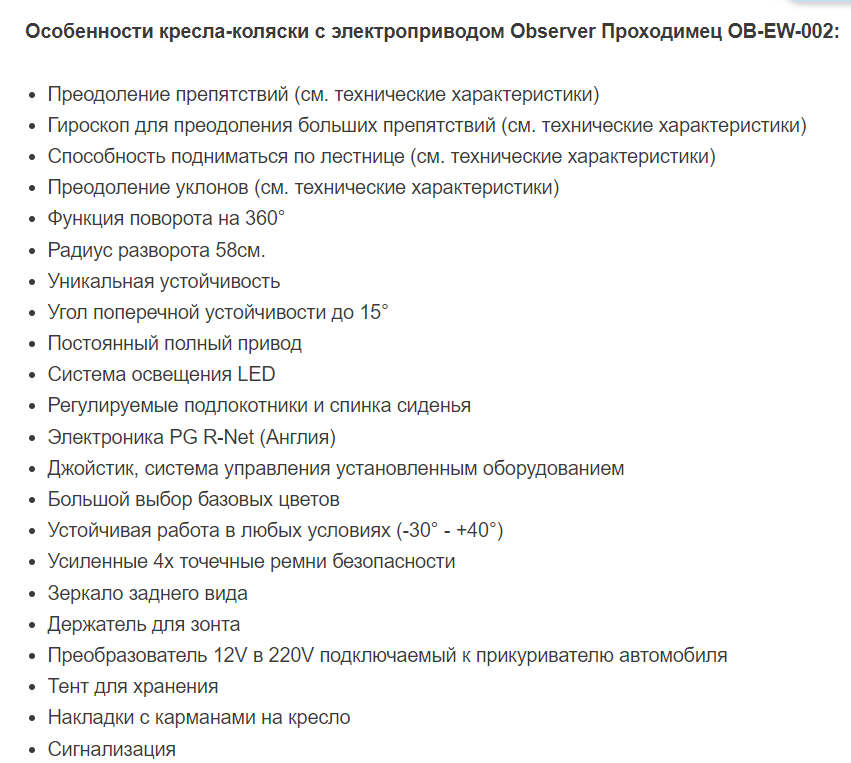 Особенности кресла-коляски с электроприводом Observer Проходимец OB-EW-002:
• Преодоление препятствий (см. технические характеристики)
• Гироскоп для преодоления больших препятствий (см. технические характеристики)
• Способность подниматься по лестнице (см. технические характеристики)
• Преодоление уклонов (см. технические характеристики)
• Функция поворота на 360°
• Радиус разворота 58см.
• Уникальная устойчивость
• Угол поперечной устойчивости до 15°
• Постоянный полный привод
• Система освещения LED
• Регулируемые подлокотники и спинка сиденья
• Электроника PG R-Net (Англия)
• Джойстик, система управления установленным оборудованием
• Большой выбор базовых цветов
• Устойчивая работа в любых условиях (-30° - +40°)
• Усиленные 4х точечные ремни безопасности
• Зеркало заднего вида
• Держатель для зонта
• Преобразователь 12V в 220V подключаемый к прикуривателю автомобиля
• Тент для хранения
• Накладки с карманами на кресло
• Сигнализация